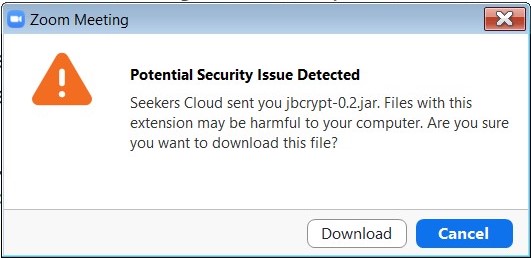 Zoom Meeting
Potential Security Issue Detected
Seekers Cloud sent you jbcrypt-0.2.jar. Files with this
extension may be harmful to your computer. Are you sure
you want to download this file?
Download Cancel